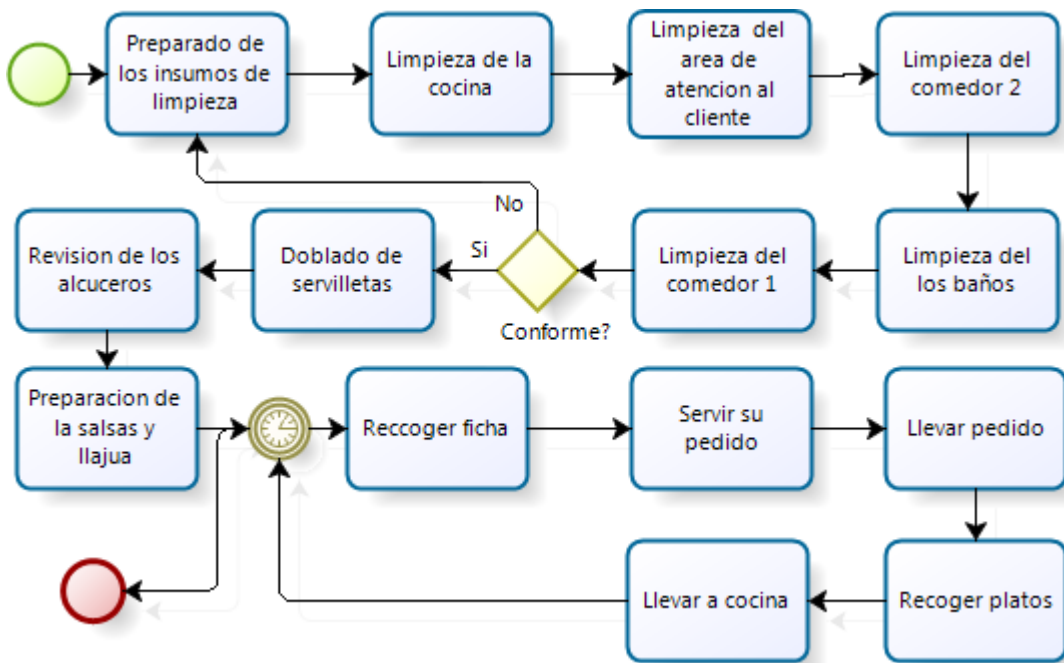 Preparado de
los insumos de
limpieza
Limpieza de la
cocina
Limpieza  del
area de
atencion al
cliente
Limpieza del
comedor 2
No
Revision de los
alcuceros
Doblado de
servilletas
Si
Conforme?
Limpieza del
comedor 1
Limpieza del
los baños
Preparacion de
la salsas y
llajua
Reccoger ficha
Servir su
pedido
Llevar pedido
Llevar a cocina
Recoger platos